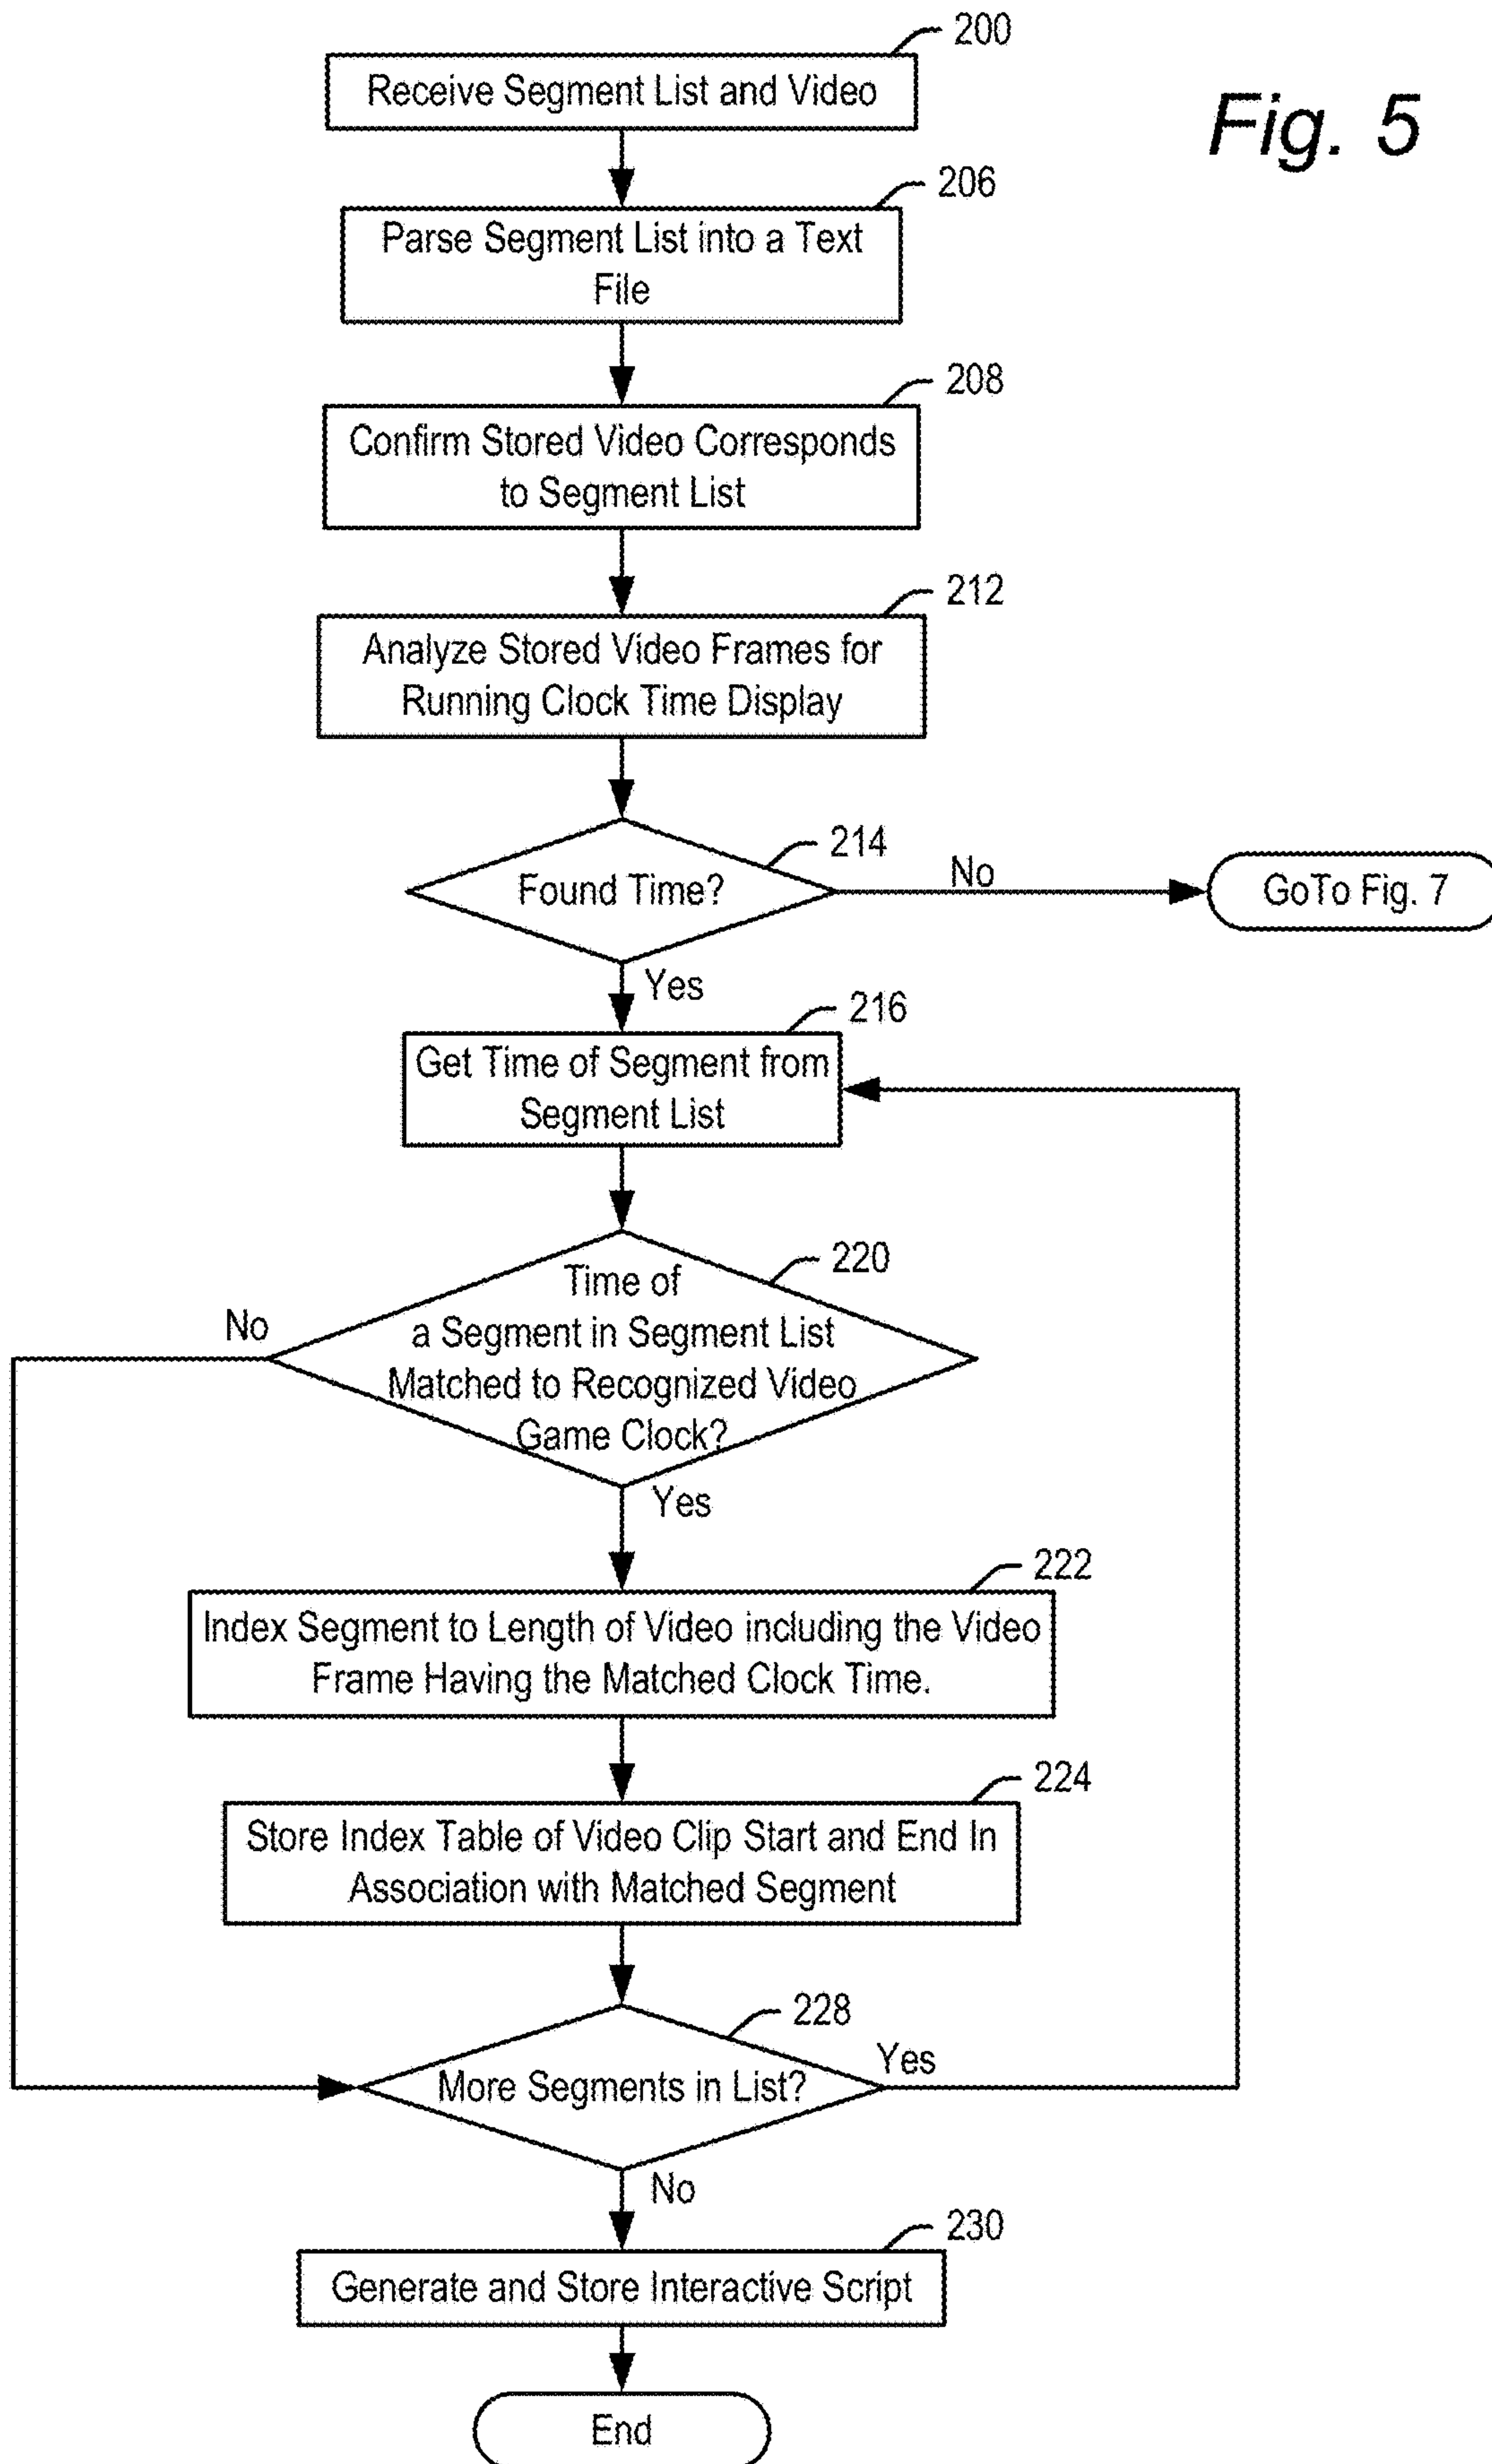 200
Fig. 5
Receive Segment List and Video
206
Parse Segment List into a Text
File
208
Confirm Stored Video Corresponds
to Segment List
212
Analyze Stored Video Frames for
Running Clock Time Display
214
Found Time?
No
GoTo Fig. 7
Yes
216
Get Time of Segment from
Segment List
220
Time of
a Segment in Segment List
Matched to Recognized Video
Game Clock?
No
Yes
222
Index Segment to Length of Video including the Video
Frame Having the Matched Clock Time.
224
Store Index Table of Video Clip Start and End In
Association with Matched Segment
228
More Segments in List?
Yes
No
230
Generate and Store Interactive Script
End